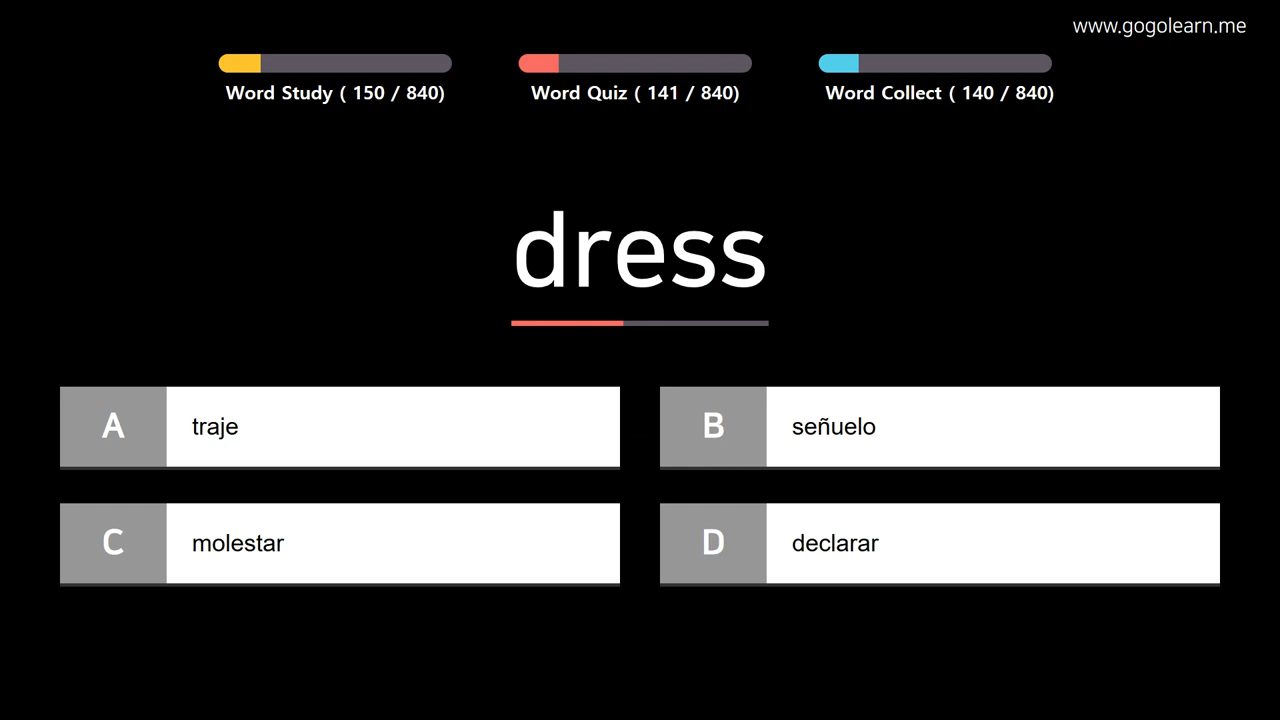 www.gogolearn.me
Word Study ( 150 / 840)
Word Quiz ( 141 / 840)
Word Collect ( 140 / 840)
dress
A traje
B señuelo
C molestar
D declarar